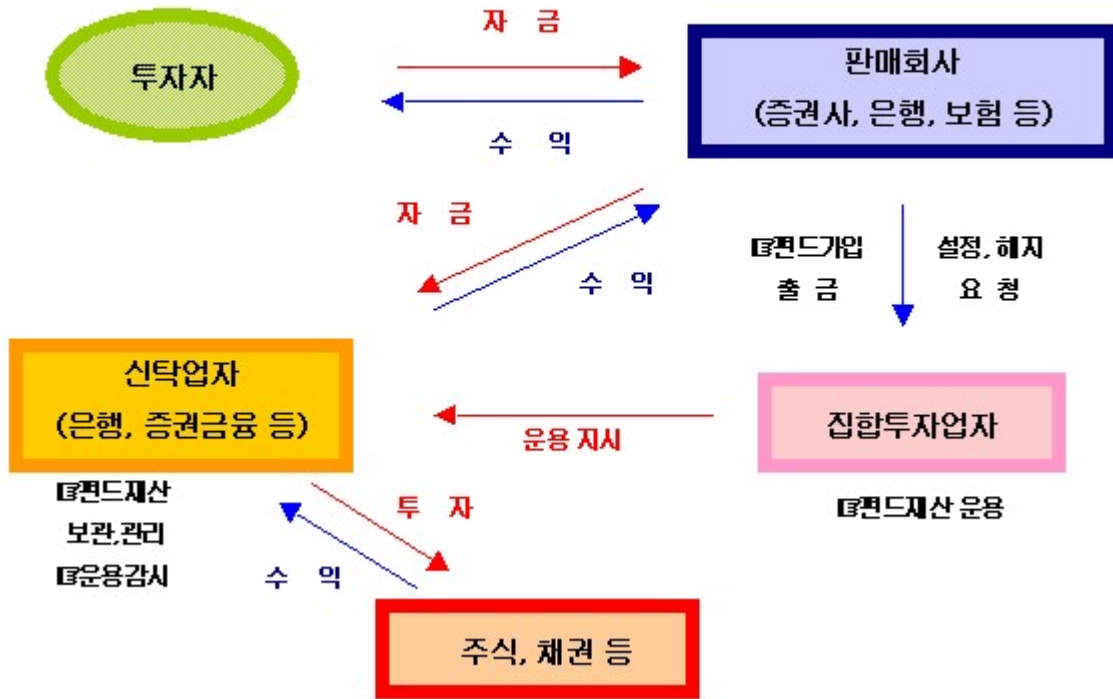 자 금
투자자
판매회사
(증권사, 은행, 보험 등)
수 익
자 금
수 익
☞펀드가입
출 금
설정, 해지
요 청
신탁업자
(은행, 증권금융 등)
운용 지시
집합투자업자
☞펀드재산
보관,관리
☞운용감시
투 자
수 익
☞펀드재산 운용
주식, 채권 등